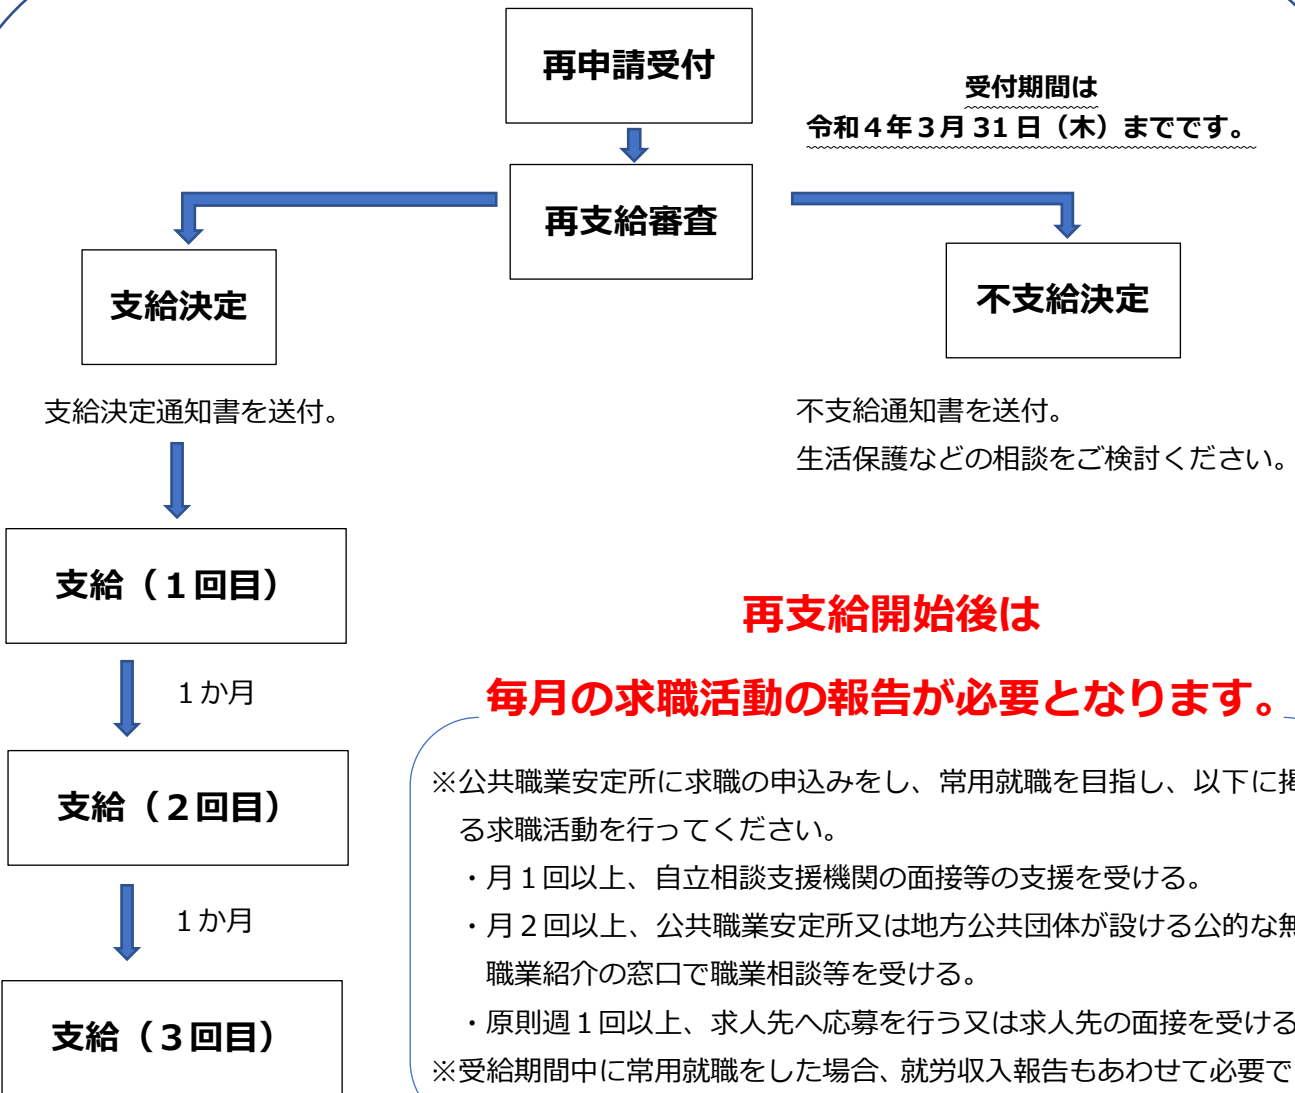 再申請受付
受付期間は
令和４年３月 31 日（木）までです。
再支給審査
支給決定
不支給決定
支給決定通知書を送付。
不支給通知書を送付。
生活保護などの相談をご検討ください。
支給（１回目）
１か月
支給（２回目）
１か月
支給（３回目）
再支給開始後は
毎月の求職活動の報告が必要となります。
※公共職業安定所に求職の申込みをし、常用就職を目指し、以下に掲
る求職活動を行ってください。
・月１回以上、自立相談支援機関の面接等の支援を受ける。
・月２回以上、公共職業安定所又は地方公共団体が設ける公的な無
職業紹介の窓口で職業相談等を受ける。
・原則週１回以上、求人先へ応募を行う又は求人先の面接を受ける
※受給期間中に常用就職をした場合、就労収入報告もあわせて必要で